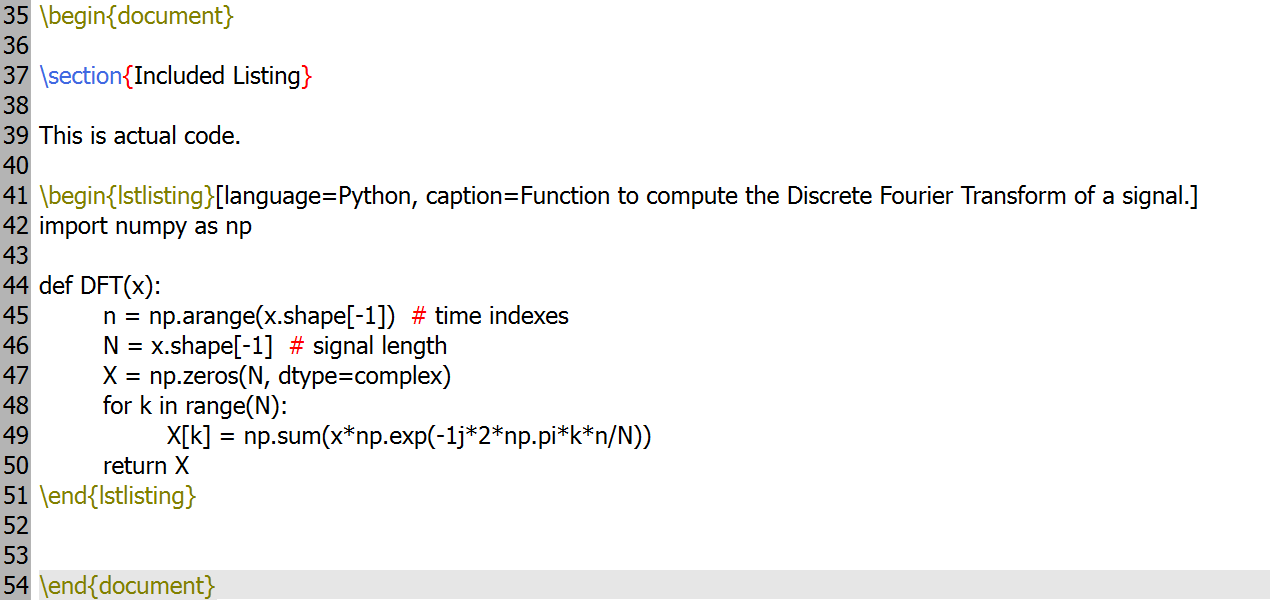 35 \begin{document}
36
37 \section{Included Listing}
38
39 This is actual code.
40
41 \begin{lstlisting}[language=Python, caption=Function to compute the Discrete Fourier Transform of a signal.]
42 import numpy as np
43
44 def DFT(x):
45 n = np.arange(x.shape[-1])  # time indexes
46 N = x.shape[-1]  # signal length
47 X = np.zeros(N, dtype=complex)
48 for k in range(N):
49 X[k] = np.sum(x*np.exp(-1j*2*np.pi*k*n/N))
50 return X
51 \end{lstlisting}
52
53
54 \end{document}